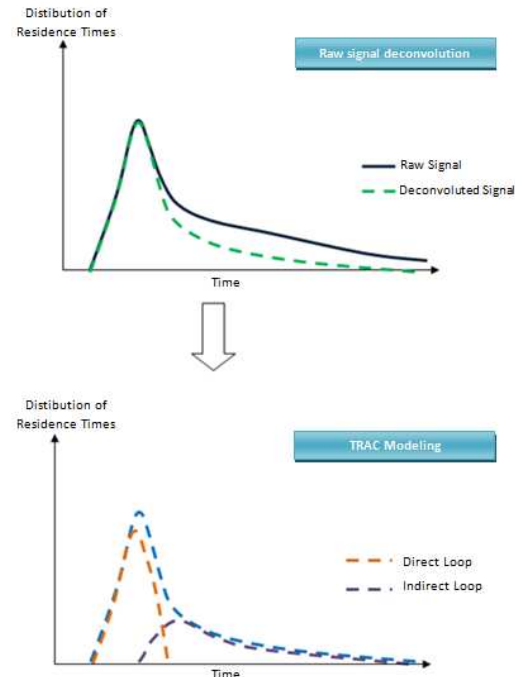 Distibution of
Residence Times
Raw signal deconvolution
Raw Signal
Deconvoluted Signal
Time
Distibution of
Residence Times
TRAC Modeling
Direct Loop
Indirect Loop
Time